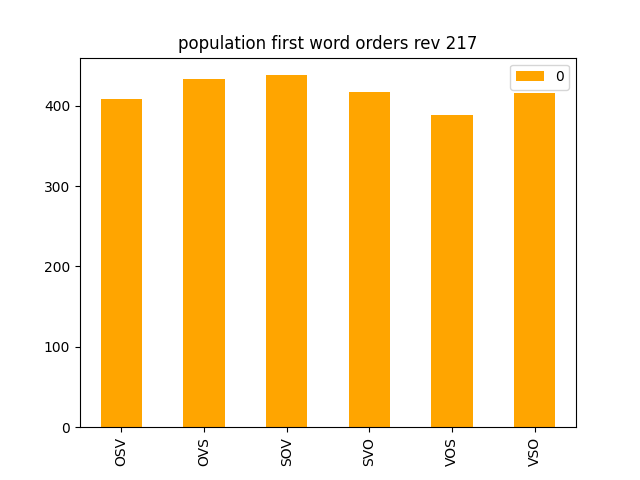 population first word orders rev 217
0
400
300
200
100
0
OSV
OVS
SOV
SVO
VOS
VSO